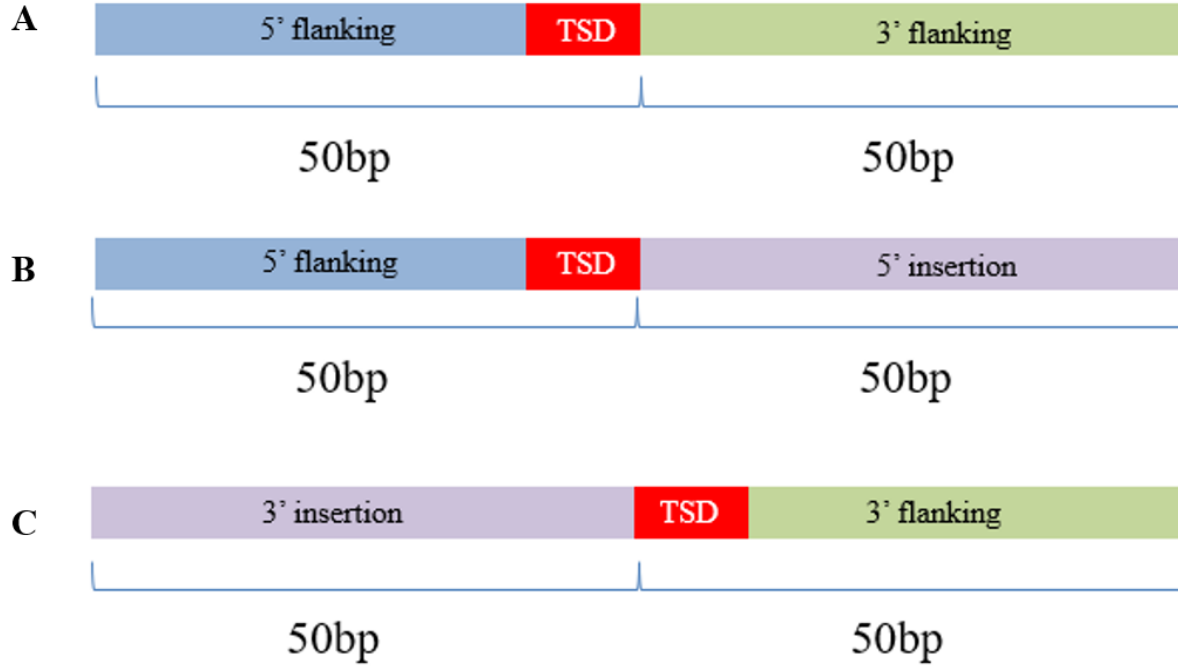 A 5’ flanking TSD 3’ flanking
50bp 50bp
B 5’ flanking TSD 5’ insertion
50bp 50bp
C 3’ insertion TSD 3’ flanking
50bp 50bp